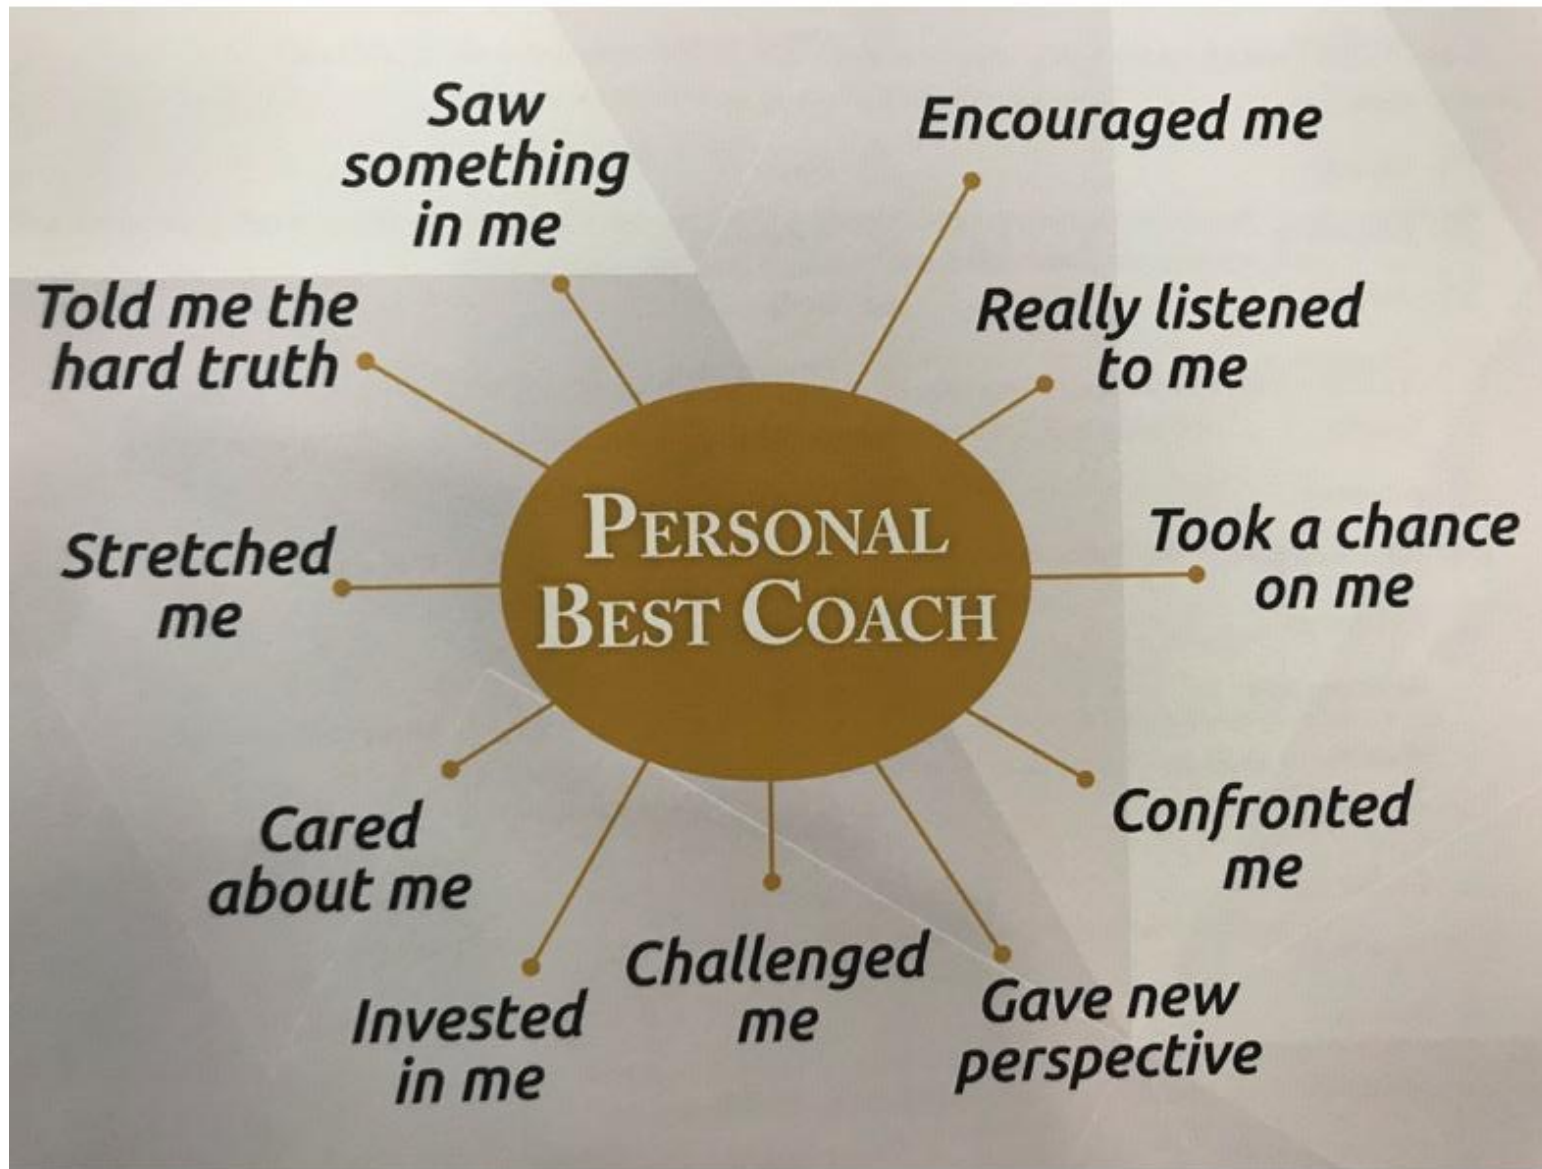 Saw
something
in me
Encouraged me
Told me the
hard truth
Really listened
to me
PERSONAL
BEST COACH
Stretched
me
Took a chance
on me
Cared
about me
Confronted
me
Invested
in me
Challenged
me
Gave new
perspective